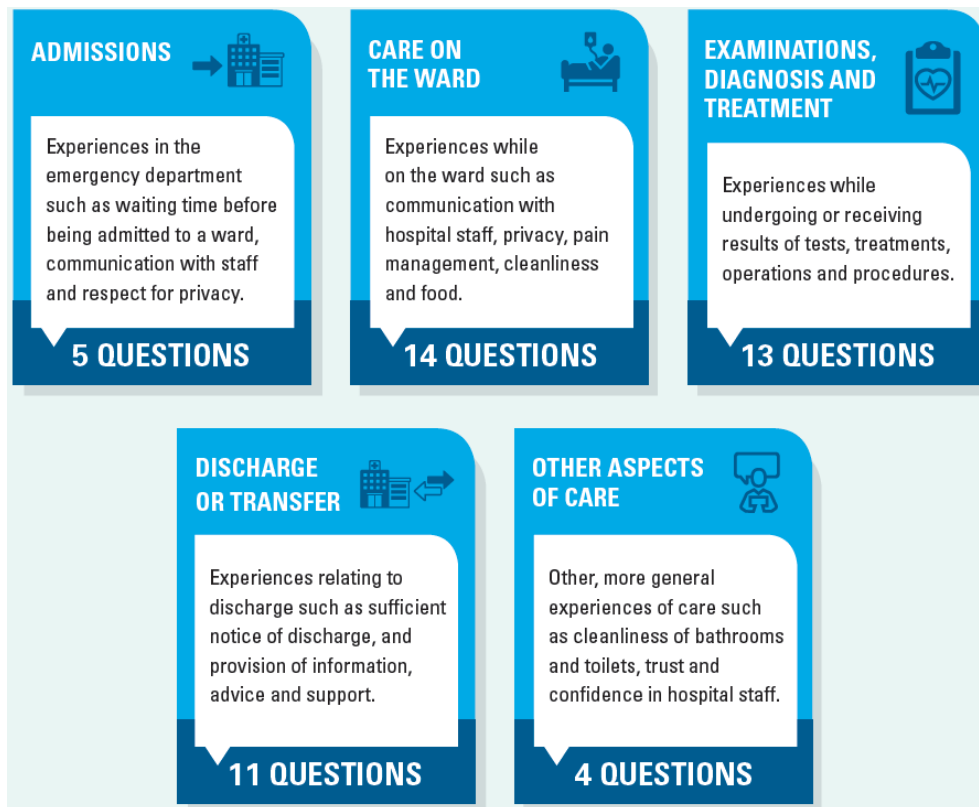 ADMISSIONS
Experiences in the
emergency department
such as waiting time before
being admitted to a ward,
communication with staff
and respect for privacy.
5 QUESTIONS
CARE ON
THE WARD
Experiences while
on the ward such as
communication with
hospital staff, privacy, pain
management, cleanliness
and food.
14 QUESTIONS
EXAMINATIONS,
DIAGNOSIS AND
TREATMENT
Experiences while
undergoing or receiving
results of tests, treatments,
operations and procedures.
13 QUESTIONS
DISCHARGE
OR TRANSFER
Experiences relating to
discharge such as sufficient
notice of discharge, and
provision of information,
advice and support.
11 QUESTIONS
OTHER ASPECTS
OF CARE
Other, more general
experiences of care such
as cleanliness of bathrooms
and toilets, trust and
confidence in hospital staff.
4 QUESTIONS